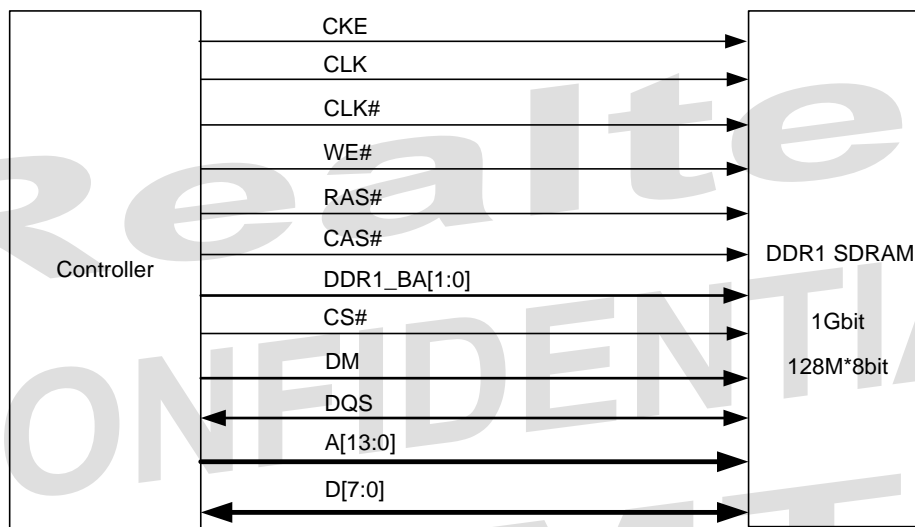 CKE
CLK
CLK#
WE#
RAS#
CAS#
Controller
DDR1 SDRAM
DDR1_BA[1:0]
CS#
1Gbit
DM
128M*8bit
DQS
A[13:0]
D[7:0]
Realte
CONFIDENTIA